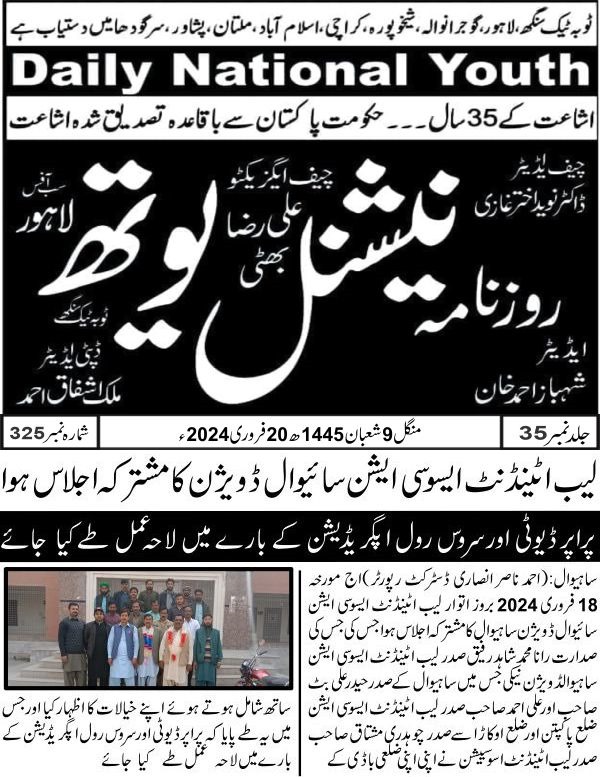 ٹوبہ ٹیک سنگھ، لاہور، گوجرانوالہ، شیخوپورہ، کراچی، اسلام آباد، ملتان، پشاور، سرگودھا میں دستیاب ہے
Daily National Youth
اشاعت کے 35 سال ۔۔۔ حکومت پاکستان سے باقاعدہ تصدیق شدہ اشاعت
چیف ایڈیٹر
ڈاکٹر نوید اختر غازی
چیف ایگزیکٹو
علی رضا
بھٹی
سب آفس
لاہور
روزنامہ
نیشنل یوتھ
ایڈیٹر
شہباز احمد خان
ٹوبہ ٹیک سنگھ
ڈپٹی ایڈیٹر
ملک اشفاق احمد
جلد نمبر 35
منگل 9 شعبان 1445ھ 20 فروری 2024ء
شمارہ نمبر 325
لیب اٹینڈنٹ ایسوسی ایشن سائیوال ڈویژن کا مشترکہ اجلاس ہوا
پراپر ڈیوٹی اور سروس رول اپگریڈیشن کے بارے میں لاحہ عمل طے کیا جائے
ساہیوال: (احمد ناصر انصاری ڈسٹرکٹ رپورٹر) آج مورخہ
18 فروری 2024 بروز اتوار لیب اٹینڈنٹ ایسوسی ایشن
سائیوال ڈویژن ساہیوال کا مشترکہ اجلاس ہوا جس کی جس کی
صدارت رانا محمد شاہد رفیق صدر لیب اٹینڈنٹ ایسوسی ایشن
ساہیوالڈویژن نیکی جس میں ساہیوال کے صدر حیدر علی بٹ
صاحب اور علی احمد صاحب صدر لیب اٹینڈنٹ ایسوسی ایشن
ضلع پاکپتن اور ضلع اوکاڑا سے صدر چوہدری مشتاق صاحب
صدر لیب اٹینڈنٹ اسوسییشن نے اپنی اپنی ضلعی باڈی کے
ساتھ شامل ہوتے ہوئے اپنے خیالات کا اظہار کیا اور جس
میں یہ طے پایا کہ پراپر ڈیوٹی اور سروس رول اپگریڈیشن کے
بارے میں لاحہ عمل طے کیا جائے